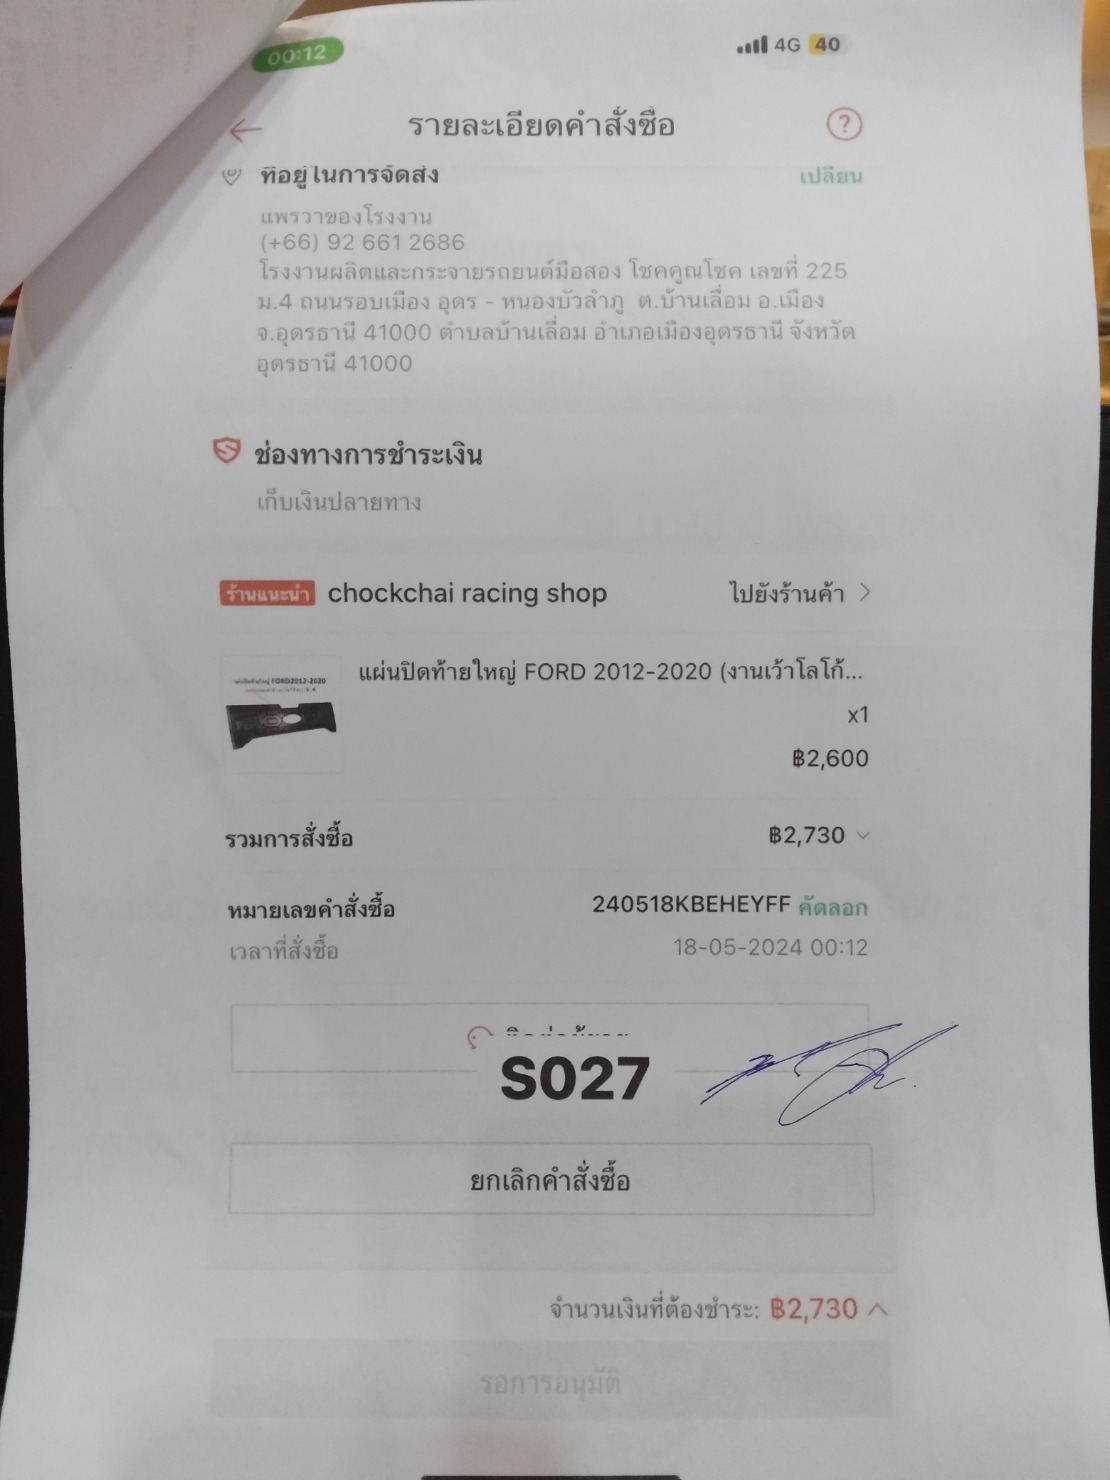 00:12
4G 40
รายละเอียดคำสั่งซื้อ
?
ที่อยู่ในการจัดส่ง
เปลี่ยน
แพรวาของโรงงาน
(+66) 92 661 2686
โรงงานผลิตและกระจายรถยนต์มือสอง โชคคูณโชค เลขที่ 225
ม.4 ถนนรอบเมือง อุดร - หนองบัวลำภู ต.บ้านเลื่อม อ.เมือง
จ.อุดรธานี 41000 ตำบลบ้านเลื่อม อำเภอเมืองอุดรธานี จังหวัด
อุดรธานี 41000
ช่องทางการชำระเงิน
เก็บเงินปลายทาง
ร้านแนะนำ chockchai racing shop
ไปยังร้านค้า
แผ่นปิดท้ายใหญ่ FORD 2012-2020 (งานเว้าโลโก้...
x1
฿2,600
รวมการสั่งซื้อ
฿2,730
หมายเลขคำสั่งซื้อ
240518KBEHEYFF คัดลอก
เวลาที่สั่งซื้อ
18-05-2024 00:12
S027
ยกเลิกคำสั่งซื้อ
จำนวนเงินที่ต้องชำระ: ฿2,730
รอการอนุมัติ